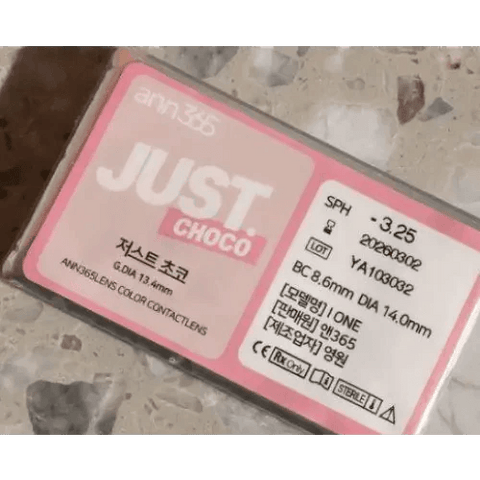 ann365
JUST.
CHOCO
저스트 초코
G.DIA 13.4mm
ANN365LENS COLOR CONTACTLENS
SPH -3.25
20260302
LOT YA103032
BC 8.6mm DIA 14.0mm
[모델명] I ONE
[판매원] 앤365
[제조업자] 영원
CE Rx Only STERILE